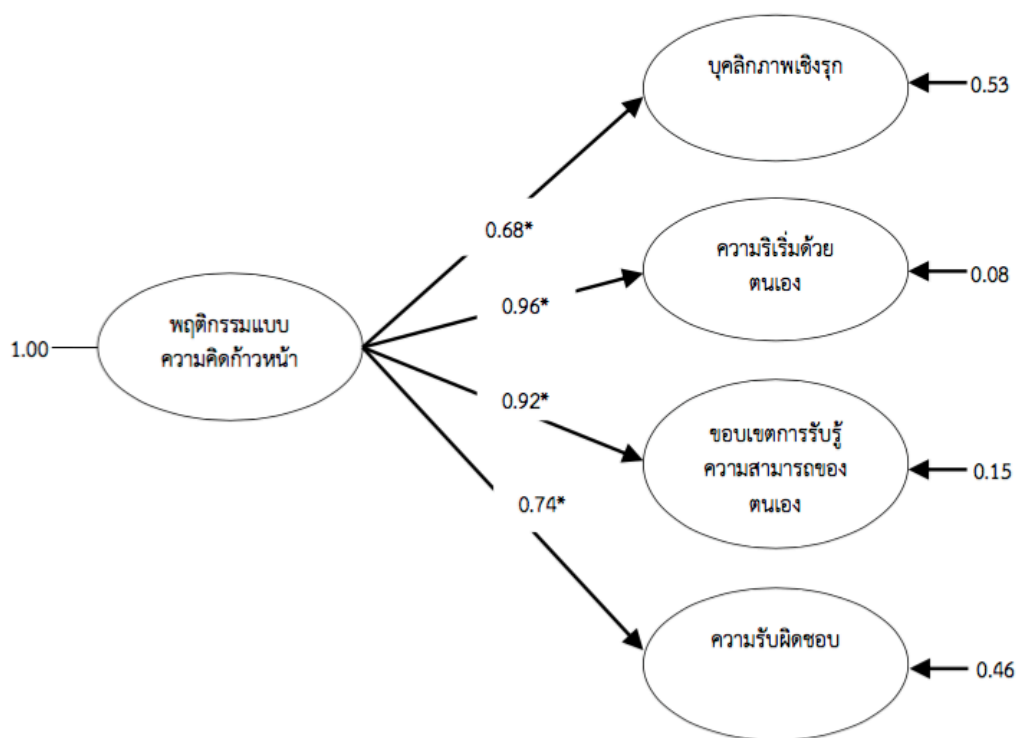 บุคลิกภาพเชิงรุก
0.53
0.68*
ความริเริ่มด้วย
ตนเอง
0.08
0.96*
พฤติกรรมแบบ
ความคิดก้าวหน้า
1.00
0.92*
ขอบเขตการรับรู้
ความสามารถของ
ตนเอง
0.15
0.74*
ความรับผิดชอบ
0.46